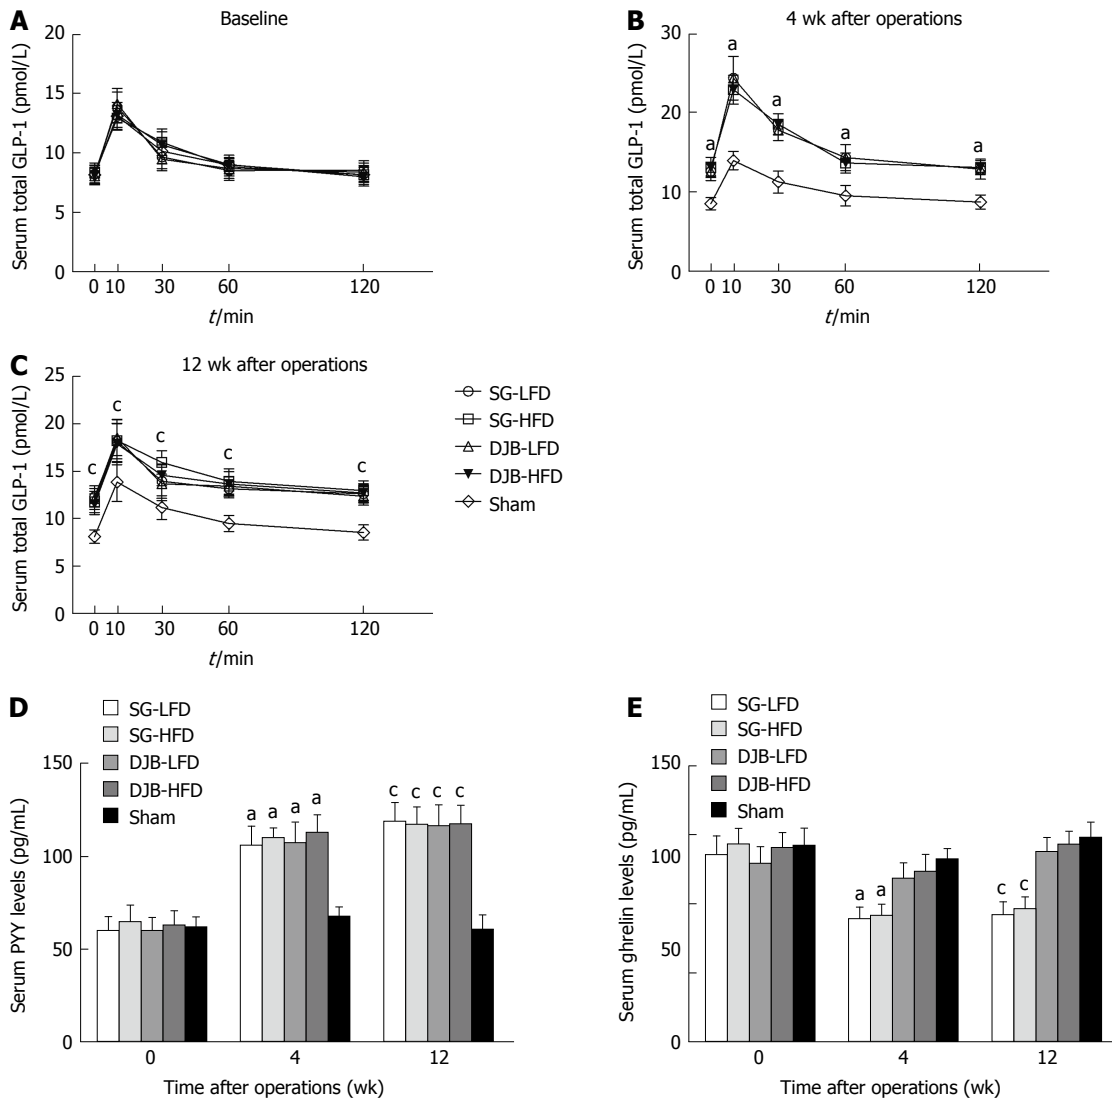 A
Baseline
Serum total GLP-1 (pmol/L)
20
15
10
5
0
0 10 30 60 120
t/min
B
4 wk after operations
Serum total GLP-1 (pmol/L)
30
20
10
0
a a a a a
0 10 30 60 120
t/min
C
12 wk after operations
Serum total GLP-1 (pmol/L)
25
20
15
10
5
0
c c c c c
0 10 30 60 120
t/min
SG-LFD
SG-HFD
DJB-LFD
DJB-HFD
Sham
D
SG-LFD
SG-HFD
DJB-LFD
DJB-HFD
Sham
Serum PYY levels (pg/mL)
150
100
50
0
a a a a
c c c c
0 4 12
Time after operations (wk)
E
SG-LFD
SG-HFD
DJB-LFD
DJB-HFD
Sham
Serum ghrelin levels (pg/mL)
150
100
50
0
a a
c c
0 4 12
Time after operations (wk)